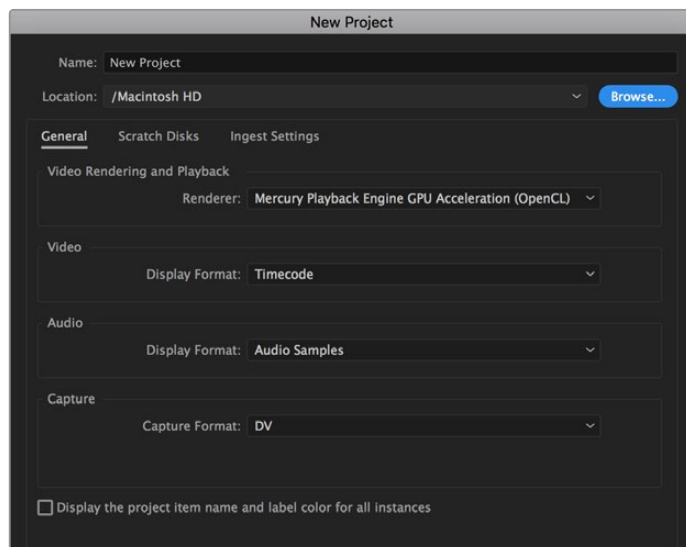 New Project
Name: New Project
Location: /Macintosh HD Browse...
General Scratch Disks Ingest Settings
Video Rendering and Playback
Renderer: Mercury Playback Engine GPU Acceleration (OpenCL)
Video
Display Format: Timecode
Audio
Display Format: Audio Samples
Capture
Capture Format: DV
Display the project item name and label color for all instances